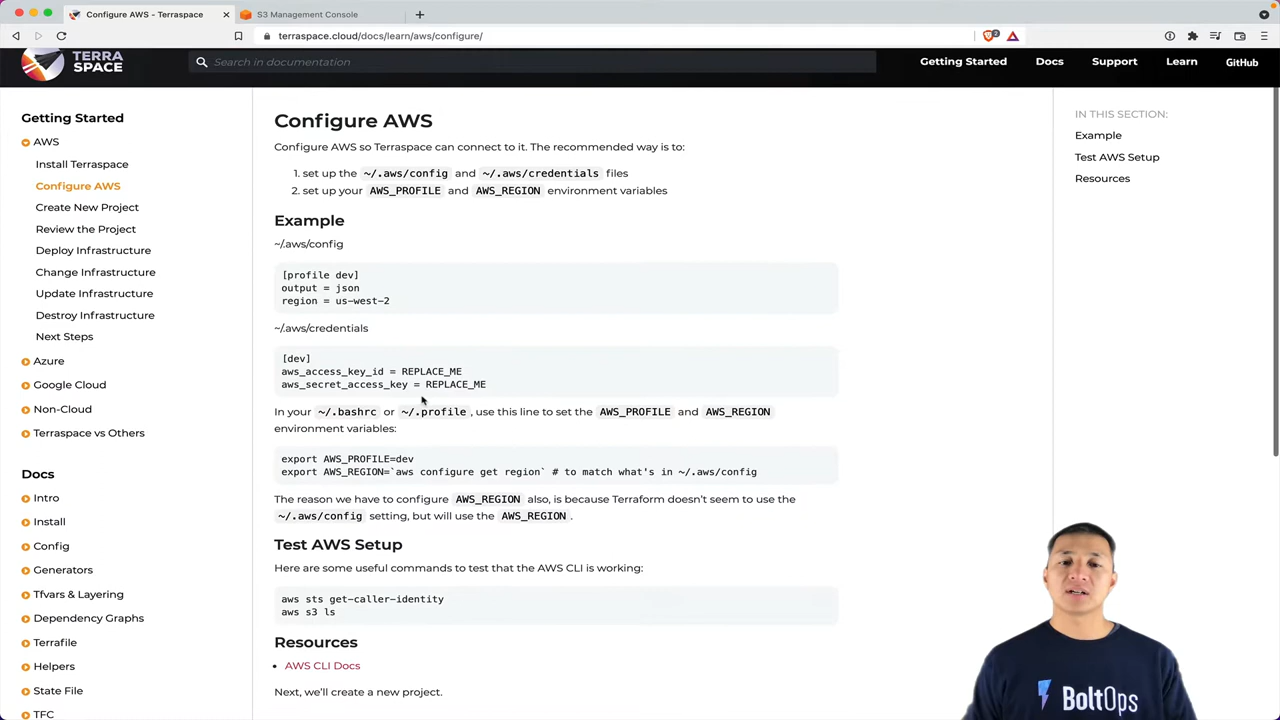 Configure AWS - Terraspace
S3 Management Console
terraspace.cloud/docs/learn/aws/configure/
2
TERRA
SPACE
Search in documentation
Getting Started
Docs
Support
Learn
GitHub
Getting Started
AWS
Install Terraspace
Configure AWS
Create New Project
Review the Project
Deploy Infrastructure
Change Infrastructure
Update Infrastructure
Destroy Infrastructure
Next Steps
Azure
Google Cloud
Non-Cloud
Terraspace vs Others
Docs
Intro
Install
Config
Generators
Tfvars & Layering
Dependency Graphs
Terrafile
Helpers
State File
TFC
Configure AWS
Configure AWS so Terraspace can connect to it. The recommended way is to:
1. set up the ~/.aws/config and ~/.aws/credentials files
2. set up your AWS_PROFILE and AWS_REGION environment variables
Example
~/.aws/config
[profile dev]
output = json
region = us-west-2
~/.aws/credentials
[dev]
aws_access_key_id = REPLACE_ME
aws_secret_access_key = REPLACE_ME
In your ~/.bashrc or ~/.profile, use this line to set the AWS_PROFILE and AWS_REGION
environment variables:
export AWS_PROFILE=dev
export AWS_REGION=`aws configure get region` # to match what's in ~/.aws/config
The reason we have to configure AWS_REGION also, is because Terraform doesn't seem to use the
~/.aws/config setting, but will use the AWS_REGION.
Test AWS Setup
Here are some useful commands to test that the AWS CLI is working:
aws sts get-caller-identity
aws s3 ls
Resources
• AWS CLI Docs
Next, we'll create a new project.
IN THIS SECTION:
Example
Test AWS Setup
Resources
BoltOps